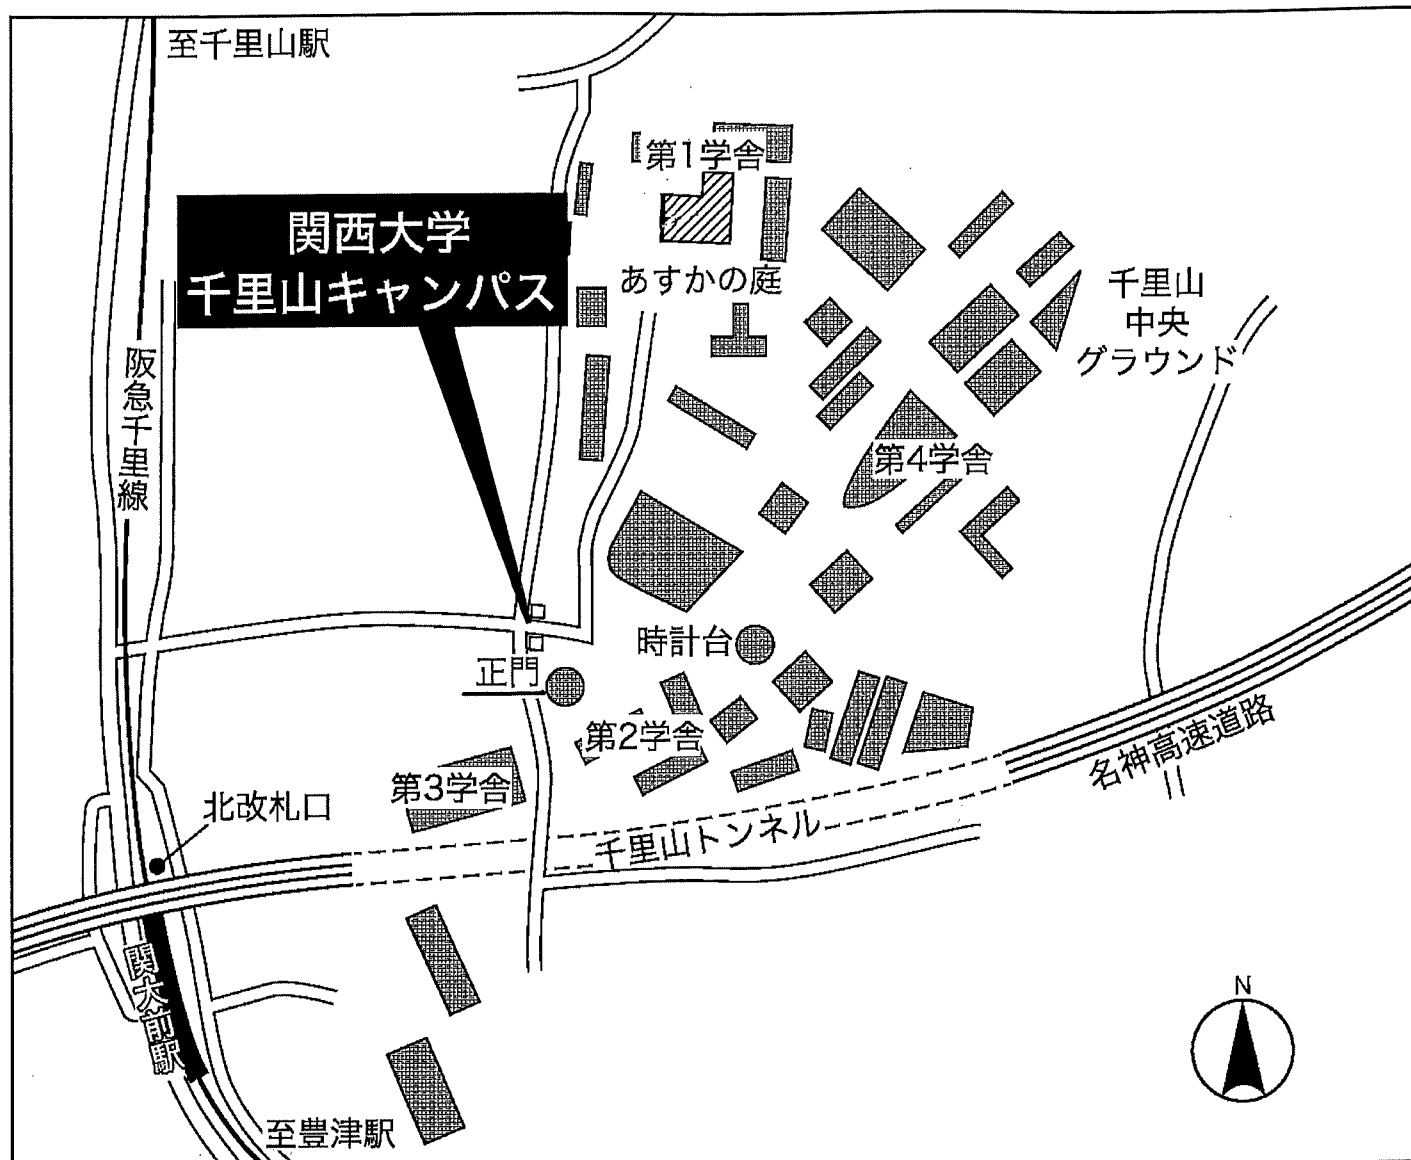 至千里山駅
第1学舎
関西大学
千里山キャンパス
あすかの庭
千里山
中央
グラウンド
阪急千里線
第4学舎
時計台
正門
第2学舎
名神高速道路
第3学舎
北改札口
千里山トンネル
関大前駅
N
至豊津駅